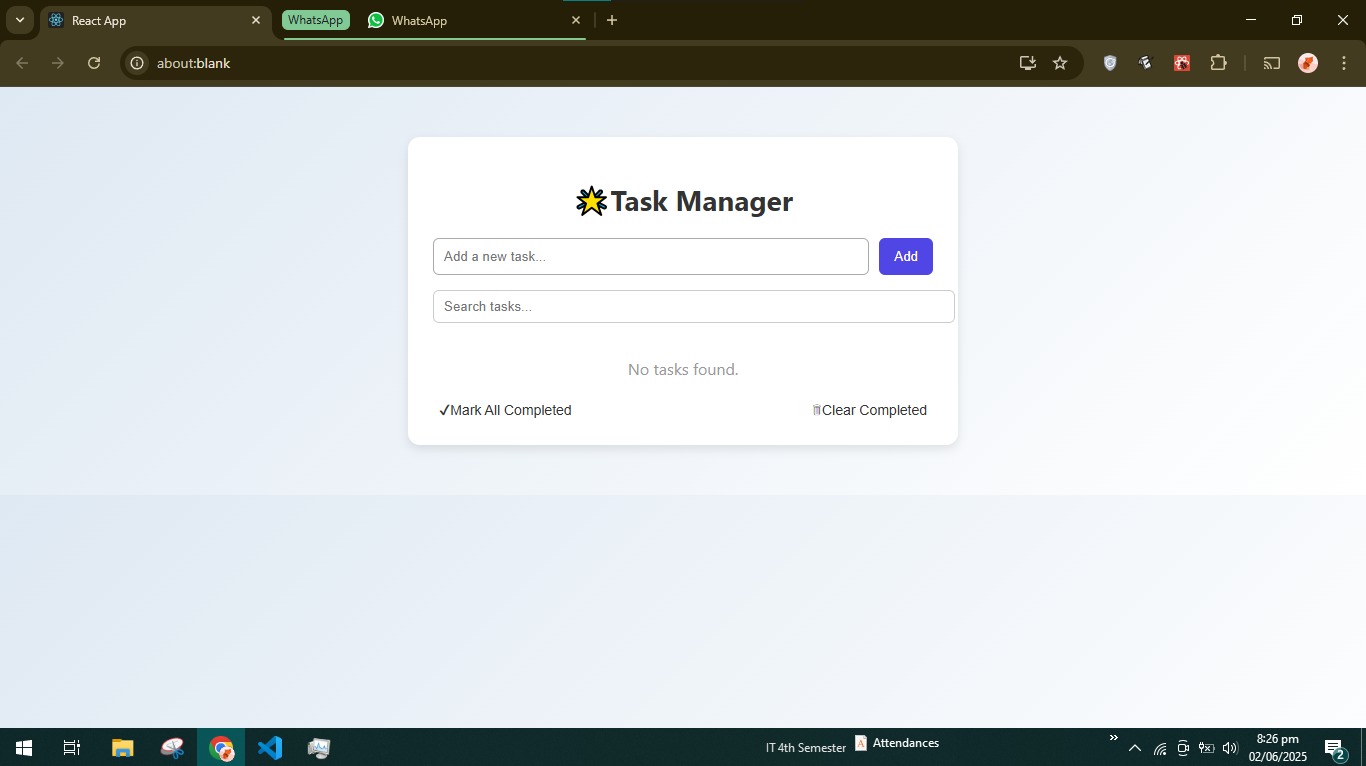 React App
WhatsApp
WhatsApp
about:blank
🌟Task Manager
Add a new task...
Add
Search tasks...
No tasks found.
✔Mark All Completed
🗑Clear Completed
IT 4th Semester
Attendances
8:26 pm
02/06/2025
2